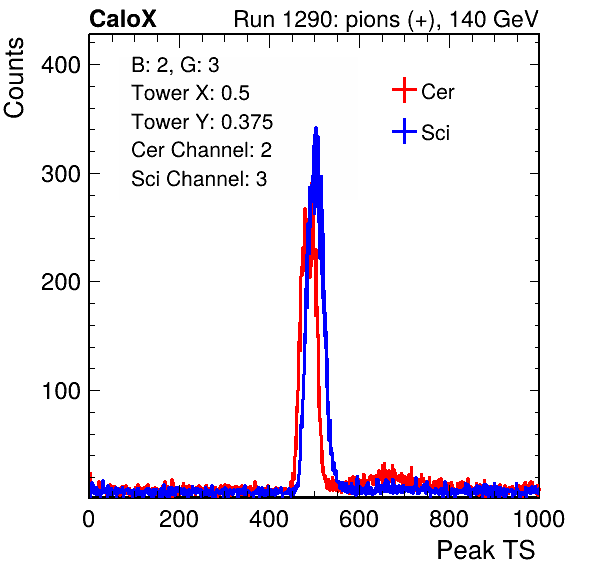 CaloX Run 1290: pions (+), 140 GeV
Counts
400
300
200
100
B: 2, G: 3
Tower X: 0.5
Tower Y: 0.375
Cer Channel: 2
Sci Channel: 3
Cer
Sci
0 200 400 600 800 1000
Peak TS